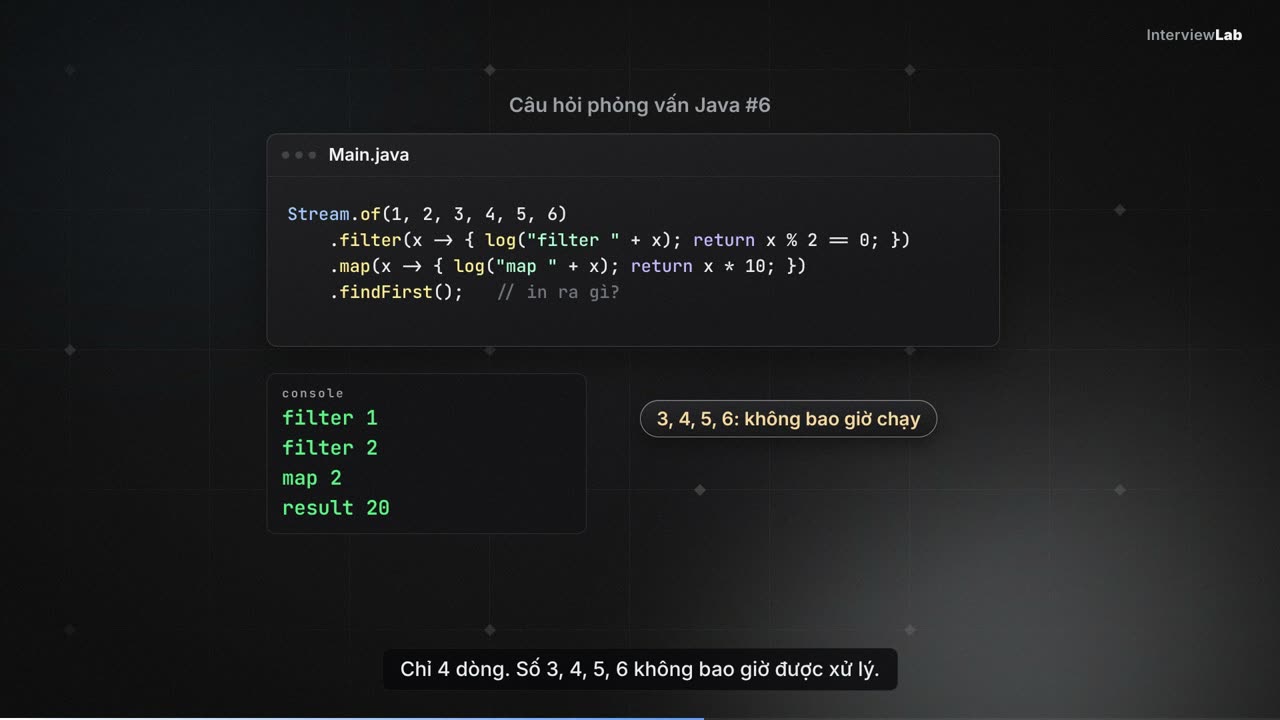 InterviewLab
Câu hỏi phỏng vấn Java #6
Main.java
Stream.of(1, 2, 3, 4, 5, 6)
.filter(x -> { log("filter " + x); return x % 2 == 0; })
.map(x -> { log("map " + x); return x * 10; })
.findFirst();   // in ra gì?
console
filter 1
filter 2
map 2
result 20
3, 4, 5, 6: không bao giờ chạy
Chỉ 4 dòng. Số 3, 4, 5, 6 không bao giờ được xử lý.